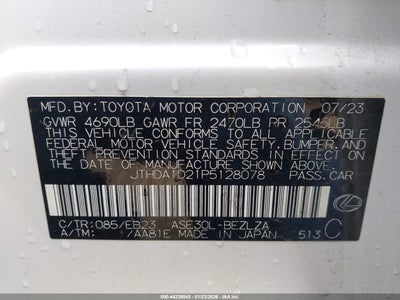 MFD.BY:TOYOTA MOTOR CORPORATION 07/23
GVWR 4690LB GAWR FR 2470LB RR 2545LB
THIS VEHICLE CONFORMS TO ALL APPLICABLE
FEDERAL MOTOR VEHICLE SAFETY,BUMPER,AND
THEFT PREVENTION STANDARDS IN EFFECT ON
THE DATE OF MANUFACTURE SHOWN ABOVE.
JTHDA1D21P5128078 PASS.CAR
C/TR:085/EB23 ASE30L-BEZLZA
A/TM: /AA81E MADE IN JAPAN 513 C